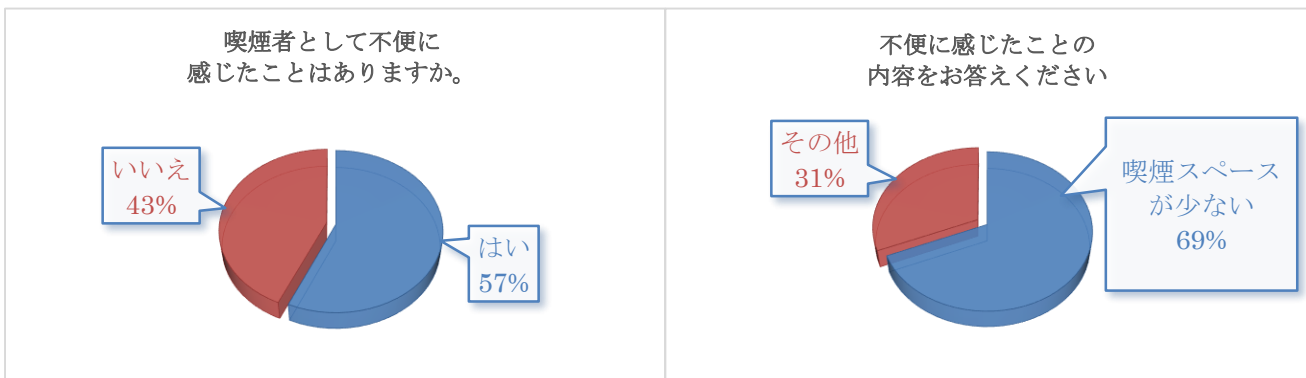 喫煙者として不便に
感じたことはありますか。
いいえ
43%
はい
57%
不便に感じたことの
内容をお答えください
その他
31%
喫煙スペース
が少ない
69%